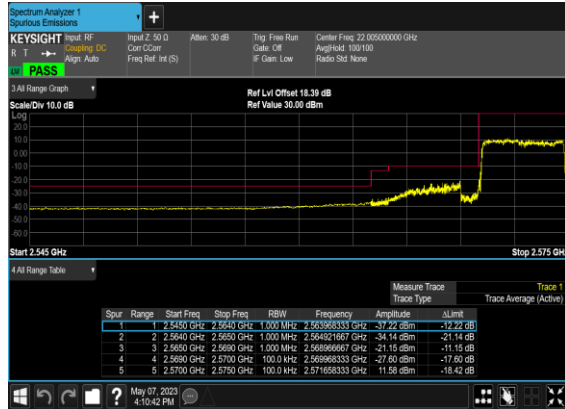 Spectrum Analyzer 1
Spurious Emissions
KEYSIGHT Input: RF Input Z: 50 Ω Atten: 30 dB Trig: Free Run Center Freq: 22.005000000 GHz
R T Coupling: DC Corr CCorr Gate: Off Avg|Hold: 100/100
Align: Auto Freq Ref: Int (S) IF Gain: Low Radio Std: None
PASS
3 All Range Graph Ref Lvl Offset 18.39 dB
Scale/Div 10.0 dB Ref Value 30.00 dBm
Log
20.0
10.0
0.00
-10.0
-20.0
-30.0
-40.0
-50.0
-60.0
Start 2.545 GHz Stop 2.575 GH
4 All Range Table
Measure Trace Trace 1
Trace Type Trace Average (Active)
Spur Range Start Freq Stop Freq RBW Frequency Amplitude ΔLimit
1 1 2.5450 GHz 2.5640 GHz 1.000 MHz 2.563968333 GHz -37.22 dBm -12.22 dB
2 2 2.5640 GHz 2.5650 GHz 1.000 MHz 2.564921667 GHz -34.14 dBm -21.14 dB
3 3 2.5650 GHz 2.5690 GHz 1.000 MHz 2.568966667 GHz -21.15 dBm -11.15 dB
4 4 2.5690 GHz 2.5700 GHz 100.0 kHz 2.569968333 GHz -27.60 dBm -17.60 dB
5 5 2.5700 GHz 2.5750 GHz 100.0 kHz 2.571658333 GHz 11.58 dBm -18.42 dB
May 07, 2023
4:10:42 PM